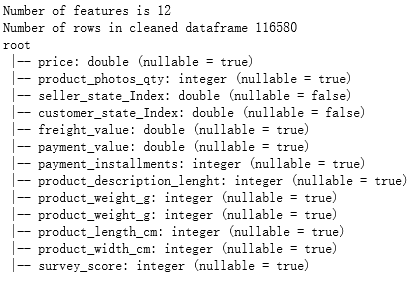 Number of features is 12
Number of rows in cleaned dataframe 116580
root
|-- price: double (nullable = true)
|-- product_photos_qty: integer (nullable = true)
|-- seller_state_Index: double (nullable = false)
|-- customer_state_Index: double (nullable = false)
|-- freight_value: double (nullable = true)
|-- payment_value: double (nullable = true)
|-- payment_installments: integer (nullable = true)
|-- product_description_lenght: integer (nullable = true)
|-- product_weight_g: integer (nullable = true)
|-- product_weight_g: integer (nullable = true)
|-- product_length_cm: integer (nullable = true)
|-- product_width_cm: integer (nullable = true)
|-- survey_score: integer (nullable = true)